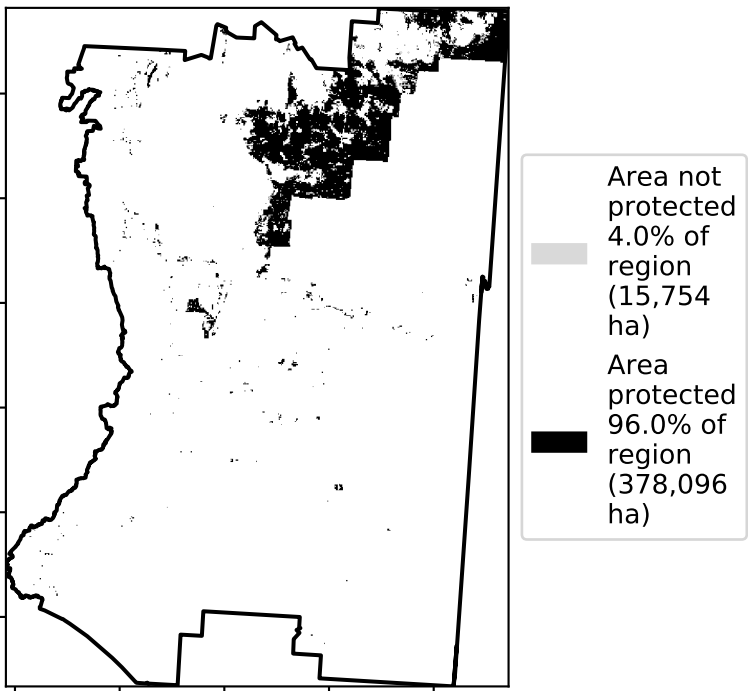 Area not
protected
4.0% of
region
(15,754
ha)
Area
protected
96.0% of
region
(378,096
ha)